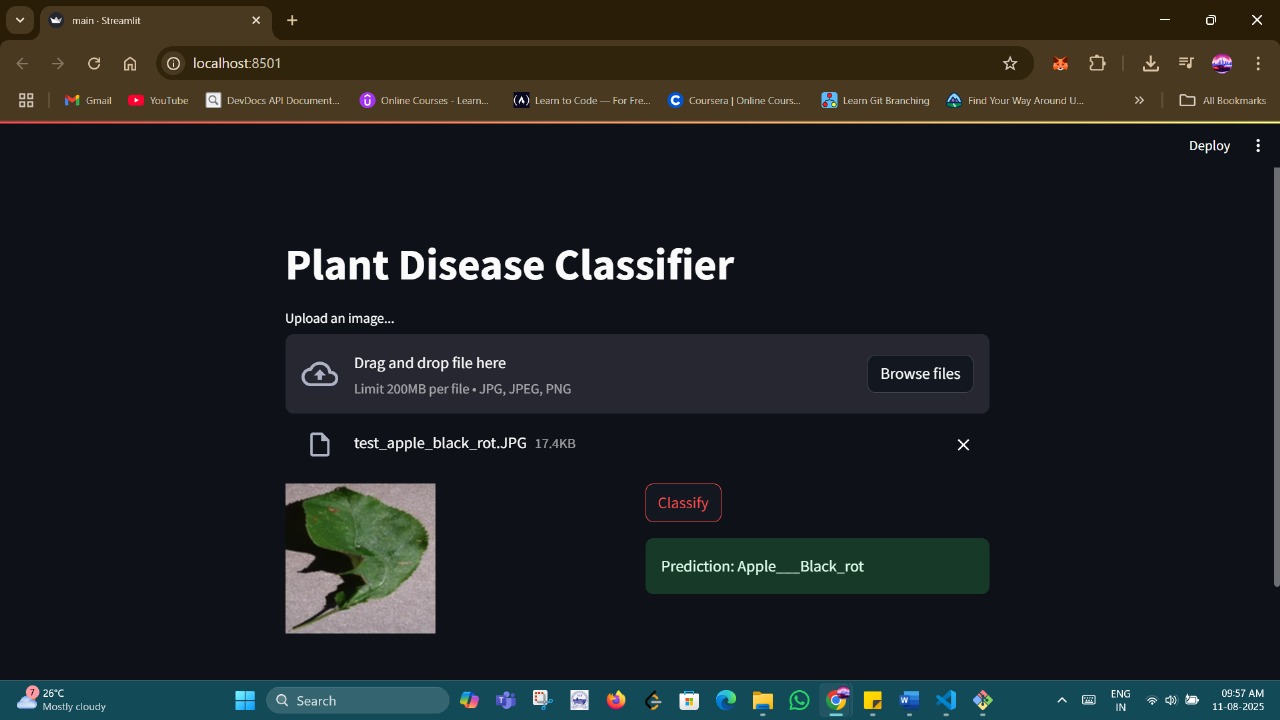 main - Streamlit
localhost:8501
Gmail
YouTube
DevDocs API Document...
Online Courses - Learn...
Learn to Code — For Fre...
Coursera | Online Cours...
Learn Git Branching
Find Your Way Around U...
All Bookmarks
Deploy
Plant Disease Classifier
Upload an image...
Drag and drop file here
Limit 200MB per file • JPG, JPEG, PNG
Browse files
test_apple_black_rot.JPG 17.4KB
Classify
Prediction: Apple___Black_rot
7
26°C
Mostly cloudy
Search
ENG
IN
09:57 AM
11-08-2025